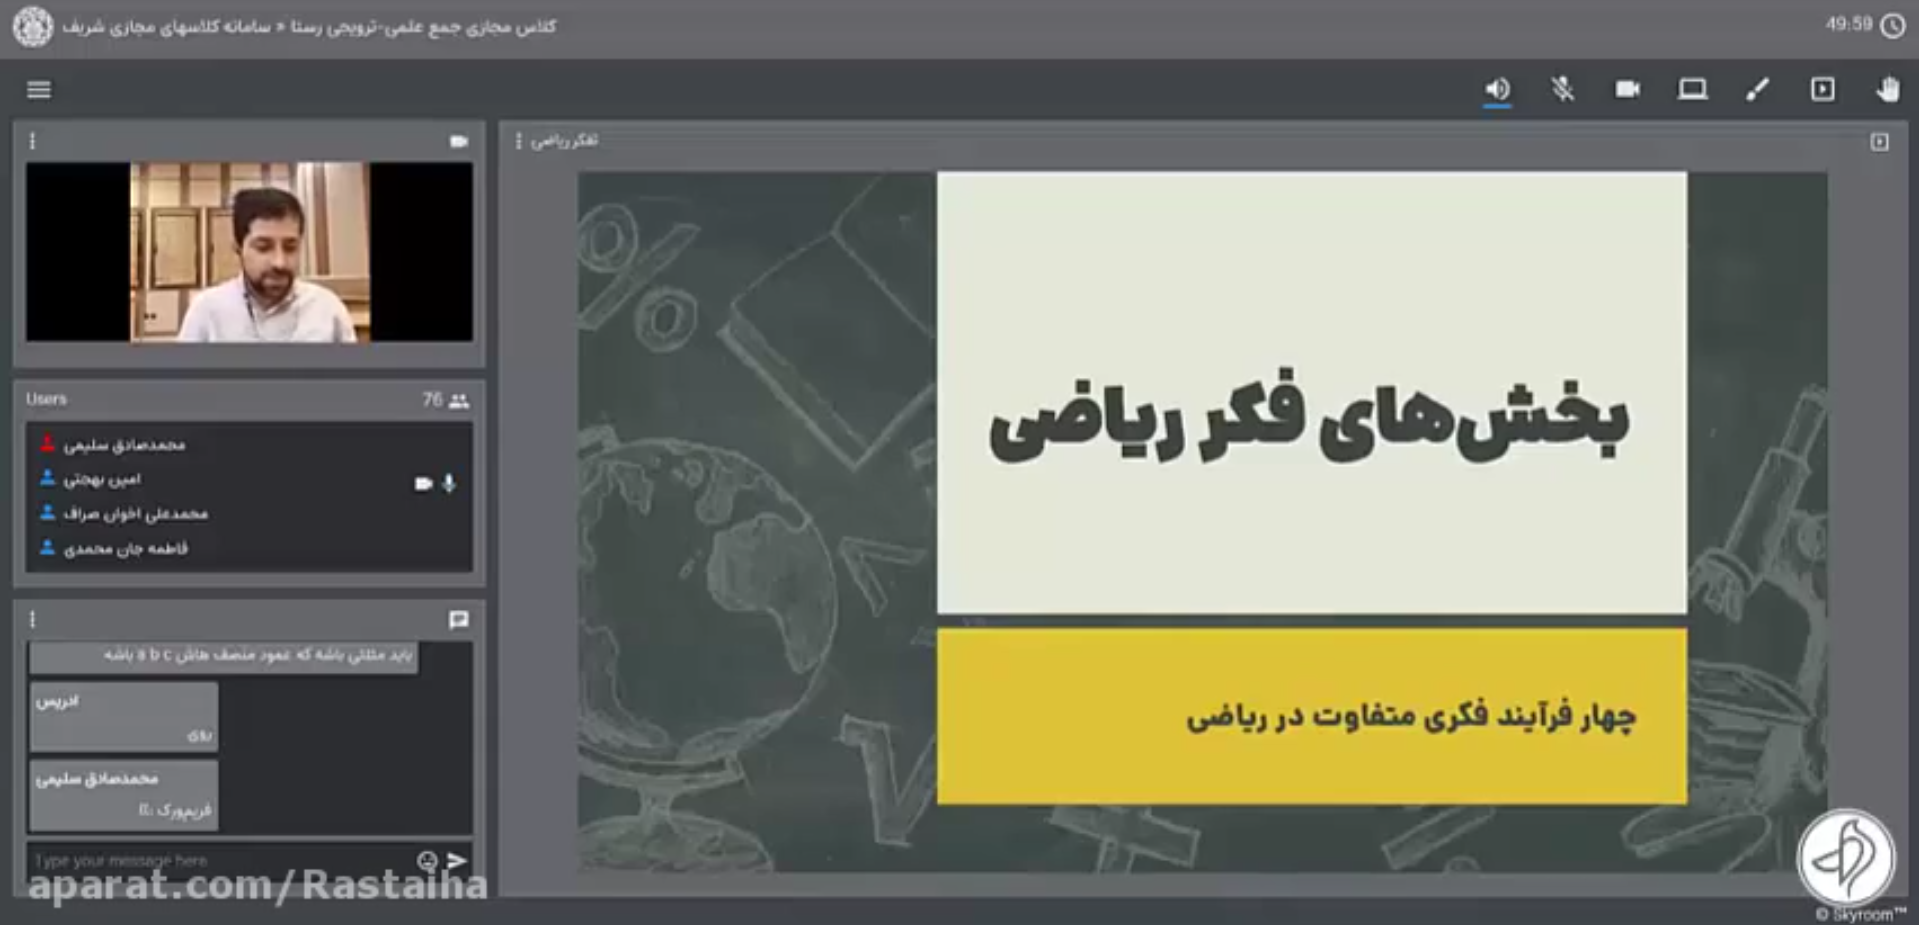 کلاس مجازی جمع علمی-ترویجی رستا » سامانه کلاسهای مجازی شریف
49:59
تفکر ریاضی
بخش‌های فکر ریاضی
چهار فرآیند فکری متفاوت در ریاضی
Users
76
محمدصادق سلیمی
امین بهجتی
محمدعلی اخوان صراف
فاطمه جان محمدی
باید مثلثی باشه که عمود منصف هاش a b c باشه
ادریس
روی
محمدصادق سلیمی
فریمورک :))
Type your message here
aparat.com/Rastaiha
© Skyroom™